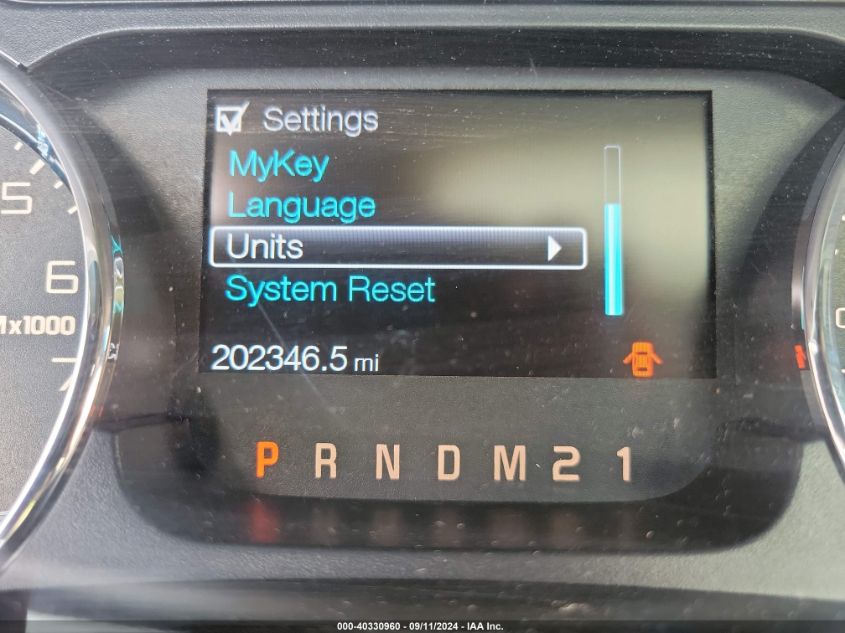 Settings
MyKey
Language
5
Units
6
System Reset
x1000
202346.5 mi
7
P R N D M 2 1
000-40330960 - 09/11/2024 - IAA Inc.